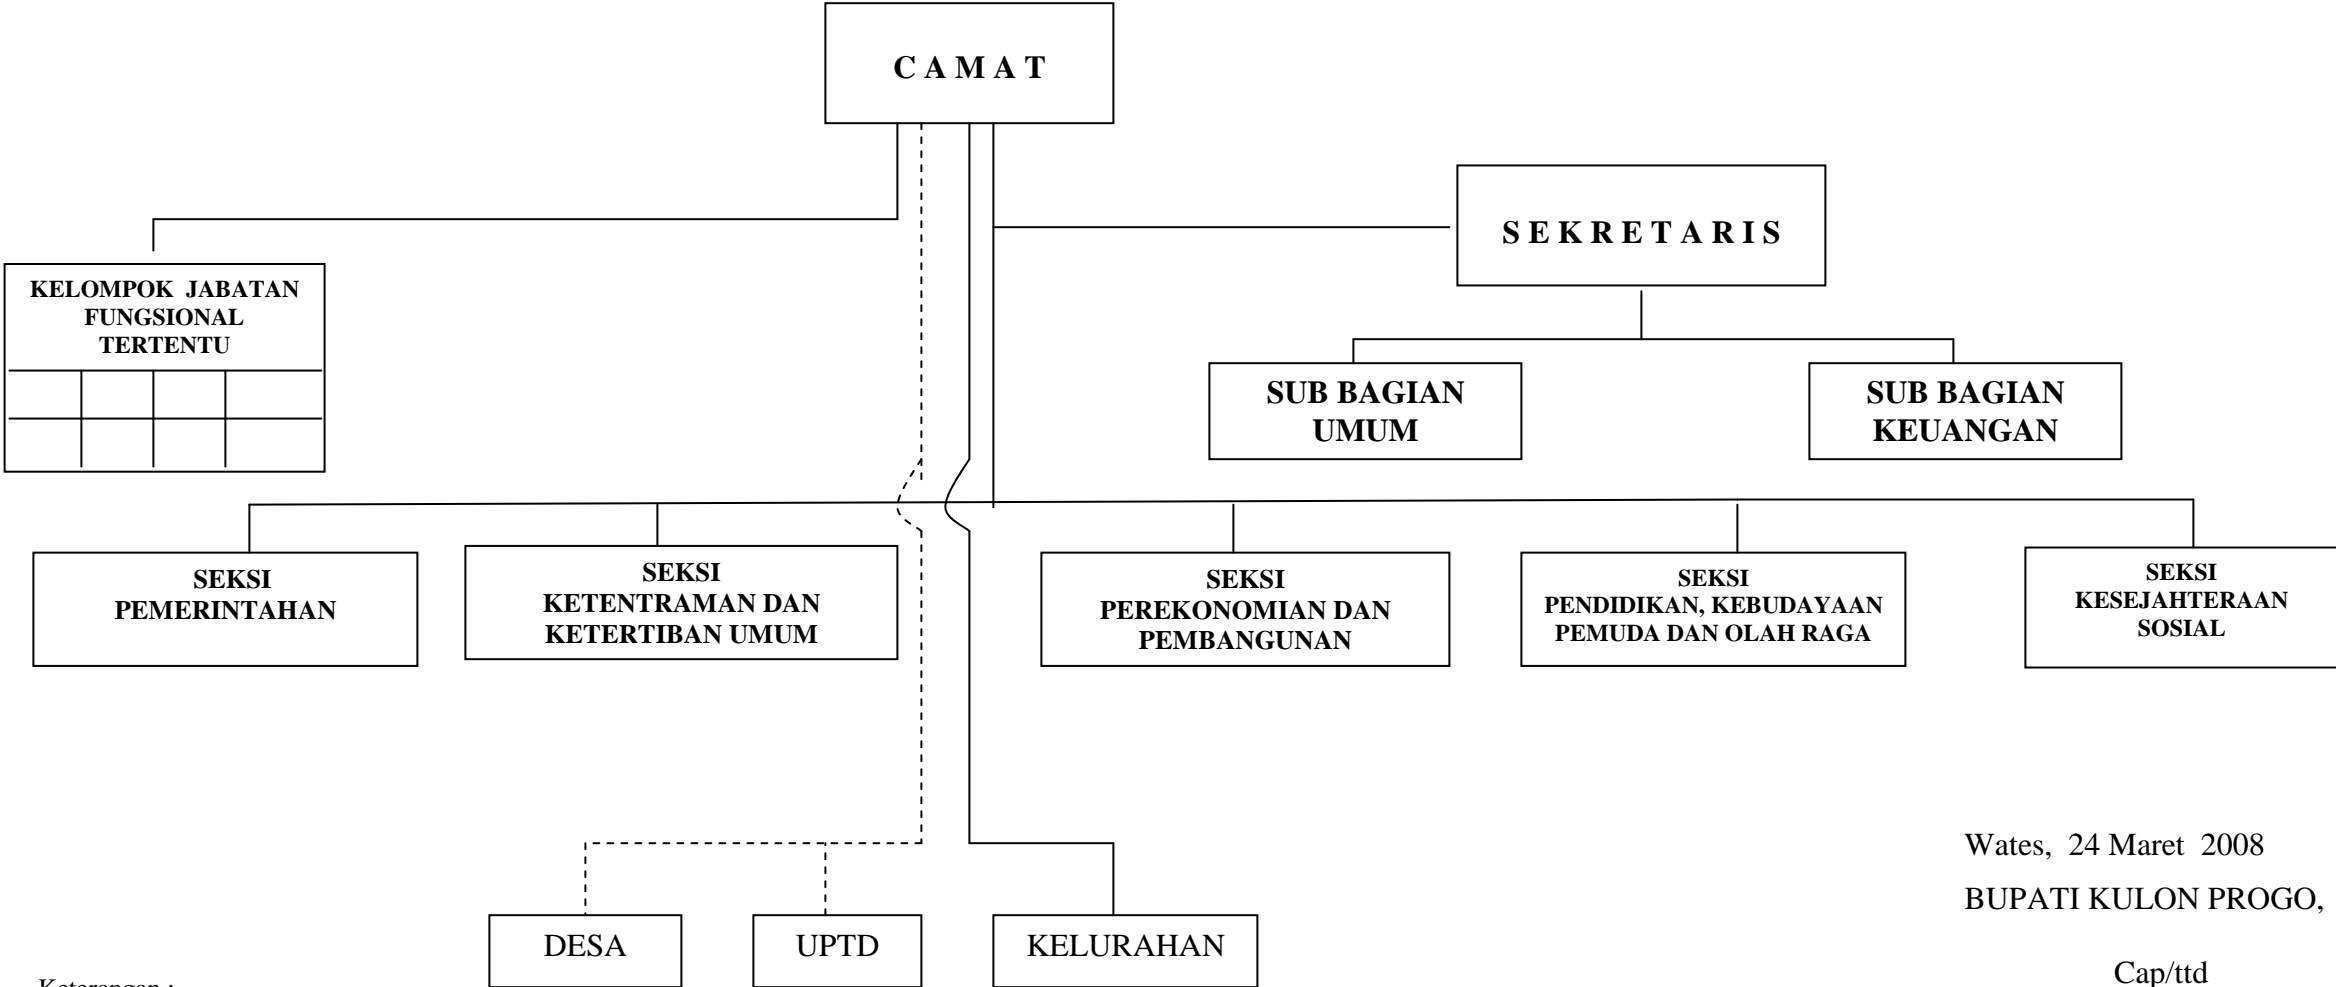 C A M A T
S E K R E T A R I S
KELOMPOK JABATAN
FUNGSIONAL
TERTENTU
SUB BAGIAN
UMUM
SUB BAGIAN
KEUANGAN
SEKSI
PEMERINTAHAN
SEKSI
KETENTRAMAN DAN
KETERTIBAN UMUM
SEKSI
PEREKONOMIAN DAN
PEMBANGUNAN
SEKSI
PENDIDIKAN, KEBUDAYAAN
PEMUDA DAN OLAH RAGA
SEKSI
KESEJAHTERAAN
SOSIAL
Wates, 24 Maret 2008
BUPATI KULON PROGO,
Cap/ttd
DESA
UPTD
KELURAHAN
Keterangan :